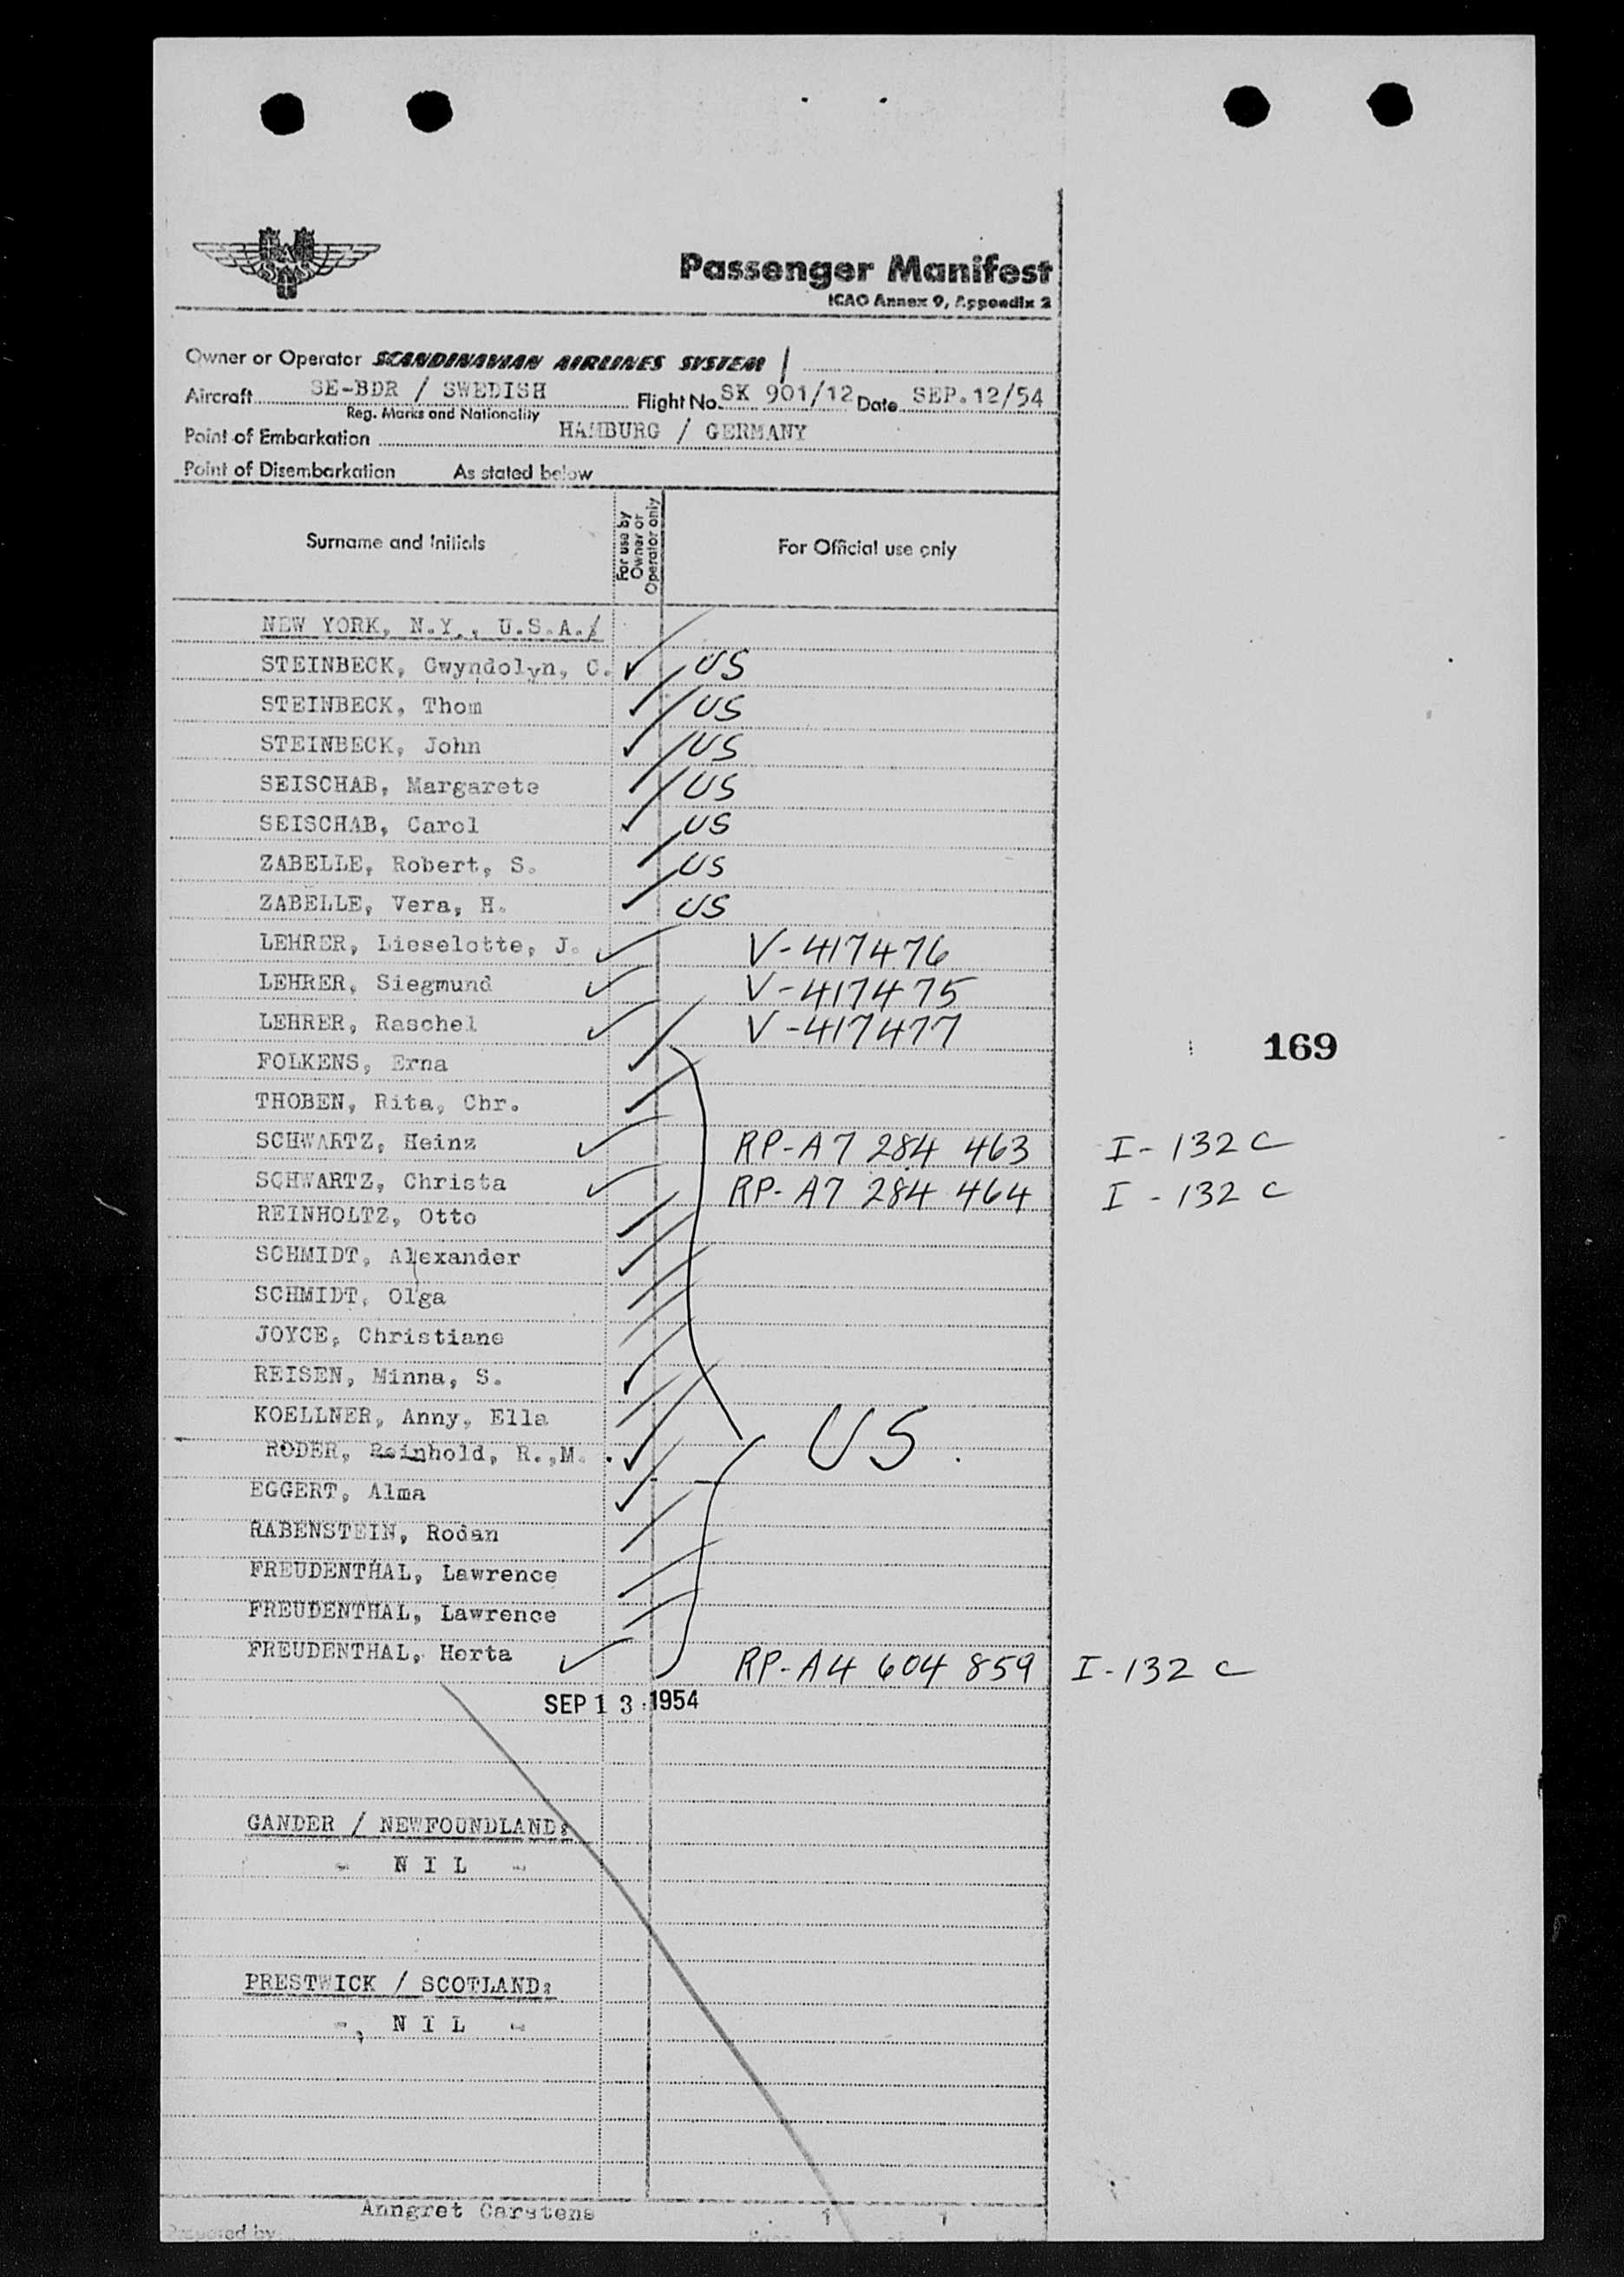 SAS
Passenger Manifest
ICAO Annex 9, Appendix 2
Owner or Operator SCANDINAVIAN AIRLINES SYSTEM /
Aircraft SE-BDR / SWEDISH Flight No. SK 901/12 Date SEP.12/54
Reg. Marks and Nationality
Point of Embarkation HAMBURG / GERMANY
Point of Disembarkation As stated below
Surname and Initials For use by Owner or Operator only For Official use only
NEW YORK, N.Y., U.S.A./
STEINBECK, Gwyndolyn, C. US
STEINBECK, Thom US
STEINBECK, John US
SEISCHAB, Margarete US
SEISCHAB, Carol US
ZABELLE, Robert, S. US
ZABELLE, Vera, H. US
LEHRER, Lieselotte, J. V-417476
LEHRER, Siegmund V-417475
LEHRER, Raschel V-417477
169
FOLKENS, Erna
THOBEN, Rita, Chr.
SCHWARTZ, Heinz RP-A7 284 463 I-132 C
SCHWARTZ, Christa RP-A7 284 464 I-132 C
REINHOLTZ, Otto
SCHMIDT, Alexander
SCHMIDT, Olga
JOYCE, Christiane
REISEN, Minna, S.
KOELLNER, Anny, Ella
US
RODER, Reinhold, R.,M.
EGGERT, Alma
RABENSTEIN, Rodan
FREUDENTHAL, Lawrence
FREUDENTHAL, Lawrence
FREUDENTHAL, Herta RP-A4 604 859 I-132 C
SEP 13 1954
GANDER / NEWFOUNDLAND:
- N I L -
PRESTWICK / SCOTLAND:
- N I L -
Anngret Carstens 1 1
Prepared by